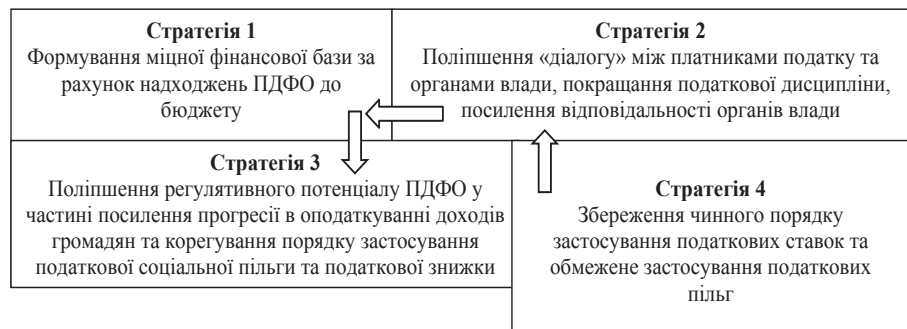 Стратегія 1
Формування міцної фінансової бази за
рахунок надходжень ПДФО до
бюджету
Стратегія 2
Поліпшення «діалогу» між платниками податку та
органами влади, покращання податкової дисципліни,
посилення відповідальності органів влади
Стратегія 3
Поліпшення регулятивного потенціалу ПДФО у
частині посилення прогресії в оподаткуванні доходів
громадян та корегування порядку застосування
податкової соціальної пільги та податкової знижки
Стратегія 4
Збереження чинного порядку
застосування податкових ставок та
обмежене застосування податкових
пільг